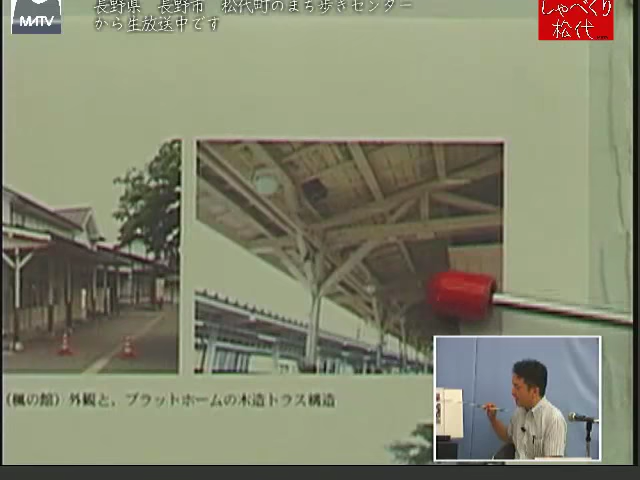 MATV
長野県　長野市　松代町のまち歩きセンター
から生放送中です
しゃべくり
松代
(楓の館) 外観と、プラットホームの木造トラス構造